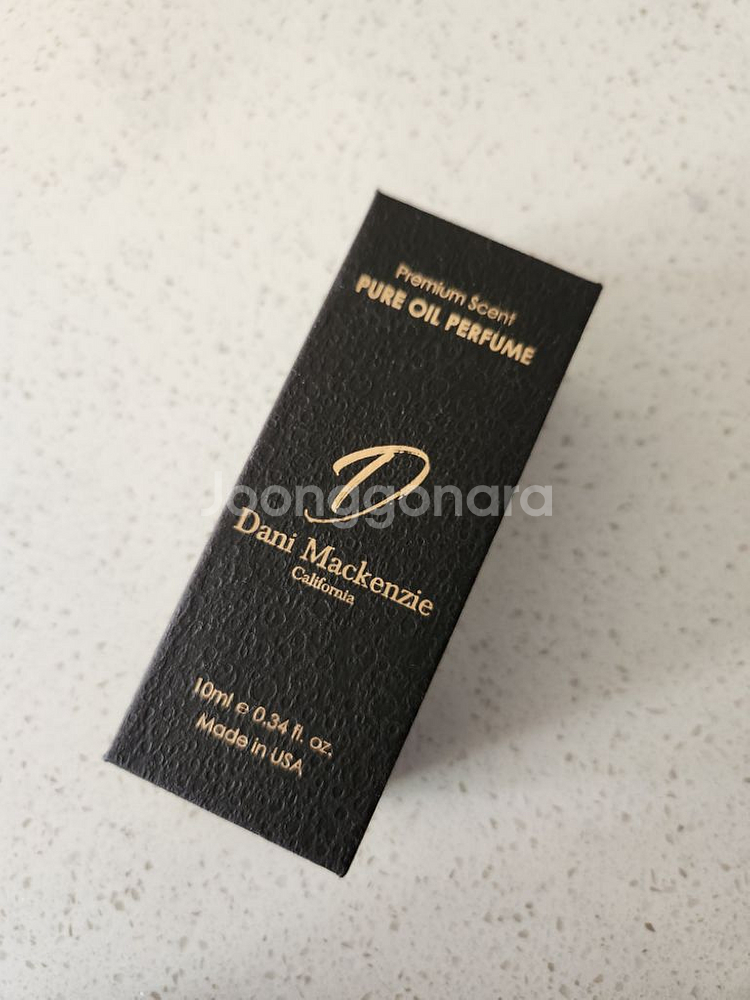 Premium Scent
PURE OIL PERFUME
D
Joonggonara
Dani Mackenzie
California
10ml e 0.34 fl. oz.
Made in USA